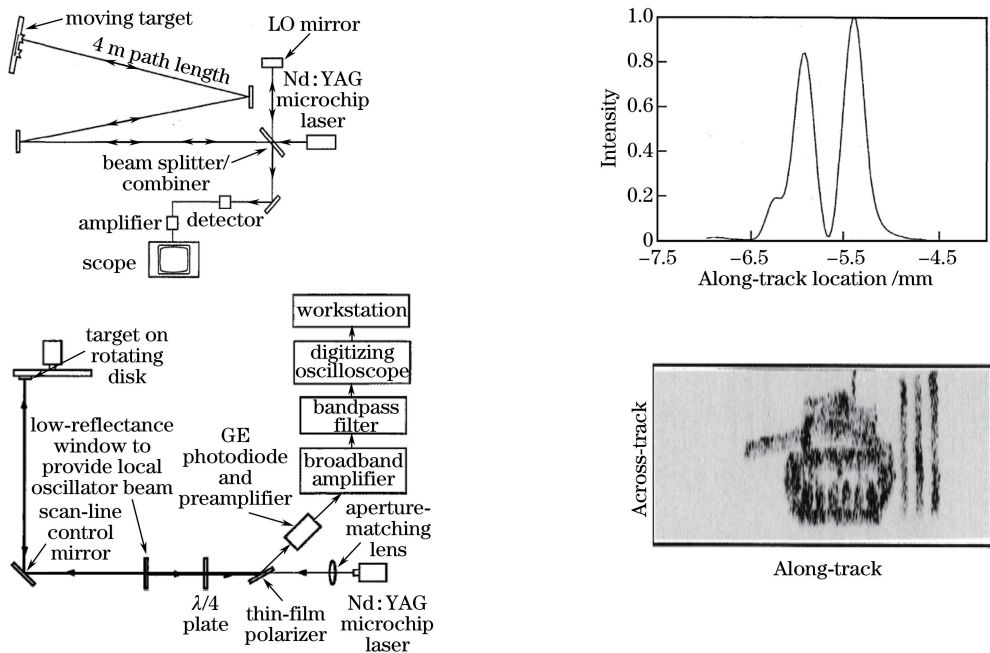 moving target
4 m path length
LO mirror
Nd:YAG
microchip
laser
beam splitter/
combiner
detector
amplifier
scope
Intensity
1.0
0.8
0.6
0.4
0.2
0
−7.5
−6.5
−5.5
−4.5
Along-track location /mm
workstation
digitizing
oscilloscope
bandpass
filter
broadband
amplifier
target on
rotating
disk
low-reflectance
window to
provide local
oscillator beam
scan-line
control
mirror
GE
photodiode
and
preamplifier
aperture-
matching
lens
λ/4
plate
thin-film
polarizer
Nd:YAG
microchip
laser
Across-track
Along-track